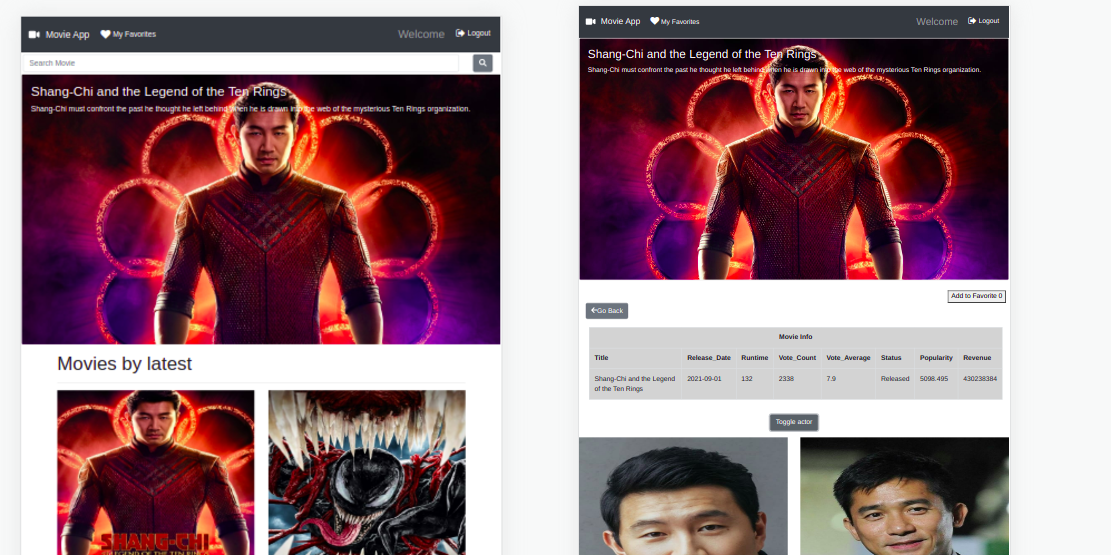 Movie App My Favorites Welcome Logout
Search Movie
Shang-Chi and the Legend of the Ten Rings
Shang-Chi must confront the past he thought he left behind when he is drawn into the web of the mysterious Ten Rings organization.
Movies by latest
SHANG-CHI
Movie App My Favorites Welcome Logout
Shang-Chi and the Legend of the Ten Rings
Shang-Chi must confront the past he thought he left behind when he is drawn into the web of the mysterious Ten Rings organization.
Add to Favorite 0
Go Back
Movie Info
Title Release_Date Runtime Vote_Count Vote_Average Status Popularity Revenue
Shang-Chi and the Legend 2021-09-01 132 2338 7.9 Released 5098.495 430238384
of the Ten Rings
Toggle actor